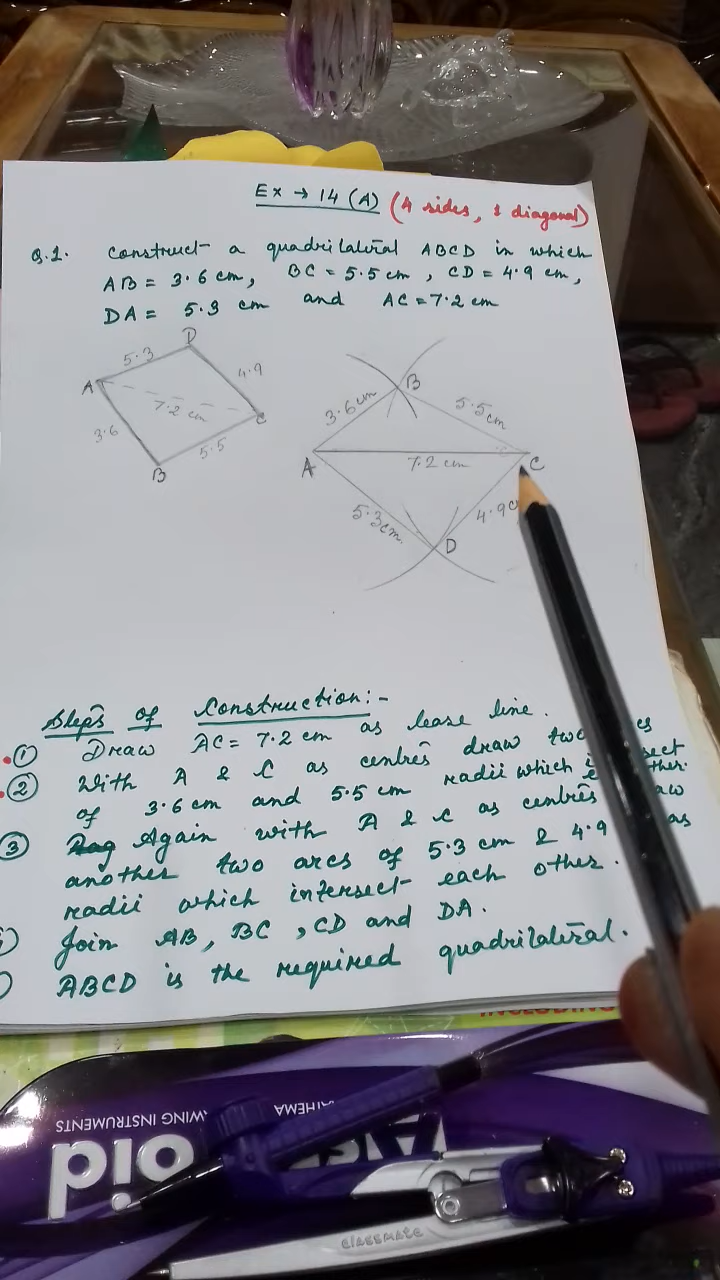 Ex → 14 (A) (4 sides, 1 diagonal)
Q.1. Construct a quadrilateral ABCD in which
AB = 3.6 cm, BC = 5.5 cm, CD = 4.9 cm,
DA = 5.3 cm and AC = 7.2 cm
D
5.3
A
4.9
7.2 cm
C
3.6
5.5
B
B
3.6 cm
5.5 cm
A
7.2 cm
C
5.3 cm.
4.9
D
Steps of Construction:-
① Draw AC = 7.2 cm as base line.
② With A & C as centres draw two
of 3.6 cm and 5.5 cm radii which
③ Again with A & C as centres
another two arcs of 5.3 cm & 4.9 as
radii which intersect each other.
Join AB, BC, CD and DA.
ABCD is the required quadrilateral.
INCLUDING
WING INSTRUMENTS
oid
CLASSMATE